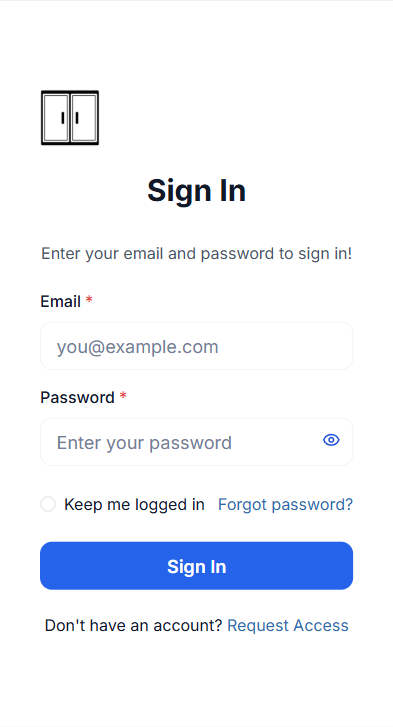 Sign In
Enter your email and password to sign in!
Email *
you@example.com
Password *
Enter your password
Keep me logged in Forgot password?
Sign In
Don't have an account? Request Access